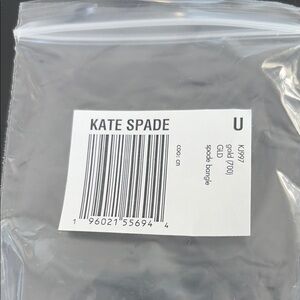 KATE SPADE
U
1 96021 55694 4
coo: cn
KJ997
gold (700)
GLD
spade bangle